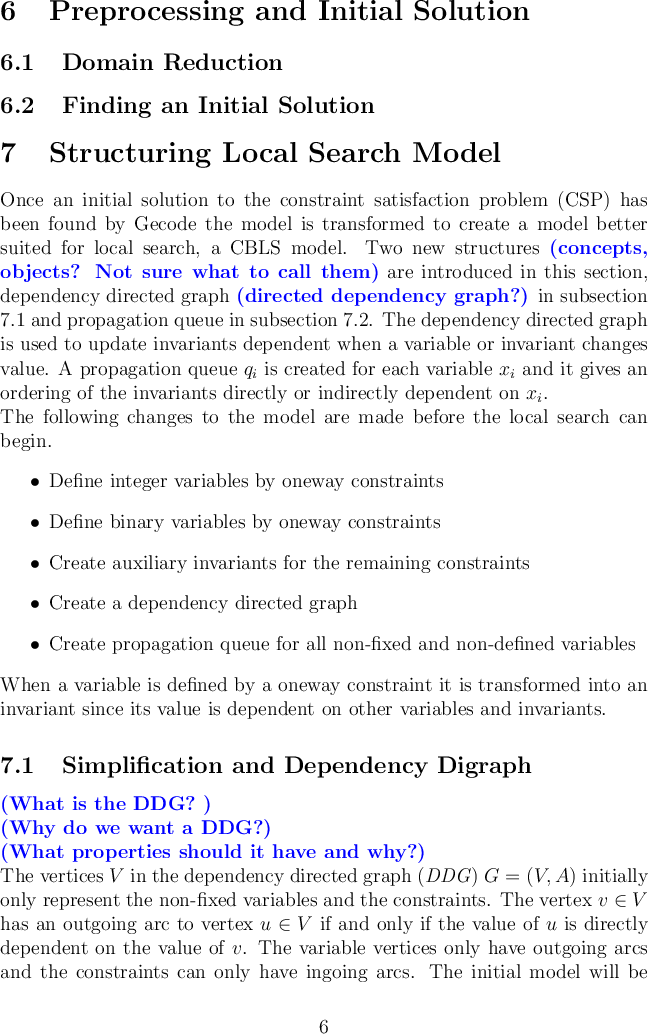 6 Preprocessing and Initial Solution
6.1 Domain Reduction
6.2 Finding an Initial Solution
7 Structuring Local Search Model
Once an initial solution to the constraint satisfaction problem (CSP) has
been found by Gecode the model is transformed to create a model better
suited for local search, a CBLS model. Two new structures (concepts,
objects? Not sure what to call them) are introduced in this section,
dependency directed graph (directed dependency graph?) in subsection
7.1 and propagation queue in subsection 7.2. The dependency directed graph
is used to update invariants dependent when a variable or invariant changes
value. A propagation queue q_i is created for each variable x_i and it gives an
ordering of the invariants directly or indirectly dependent on x_i.
The following changes to the model are made before the local search can
begin.
• Define integer variables by oneway constraints
• Define binary variables by oneway constraints
• Create auxiliary invariants for the remaining constraints
• Create a dependency directed graph
• Create propagation queue for all non-fixed and non-defined variables
When a variable is defined by a oneway constraint it is transformed into an
invariant since its value is dependent on other variables and invariants.
7.1 Simplification and Dependency Digraph
(What is the DDG? )
(Why do we want a DDG?)
(What properties should it have and why?)
The vertices V in the dependency directed graph (DDG) G = (V, A) initially
only represent the non-fixed variables and the constraints. The vertex v ∈ V
has an outgoing arc to vertex u ∈ V if and only if the value of u is directly
dependent on the value of v. The variable vertices only have outgoing arcs
and the constraints can only have ingoing arcs. The initial model will be
6